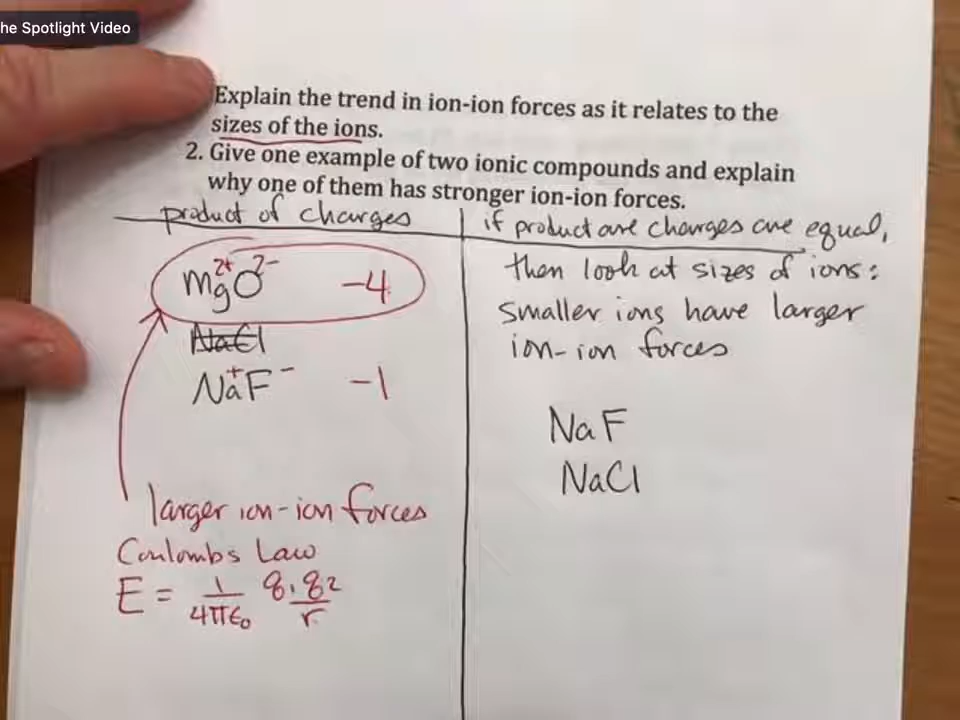 he Spotlight Video
Explain the trend in ion-ion forces as it relates to the
sizes of the ions.
2. Give one example of two ionic compounds and explain
why one of them has stronger ion-ion forces.
product of charges
Mg²⁺O²⁻ -4
NaCl
Na⁺F⁻ -1
larger ion-ion forces
Coulombs Law
E = 1/4πε₀ q₁q₂/r
if product are charges are equal,
then look at sizes of ions:
smaller ions have larger
ion-ion forces
NaF
NaCl